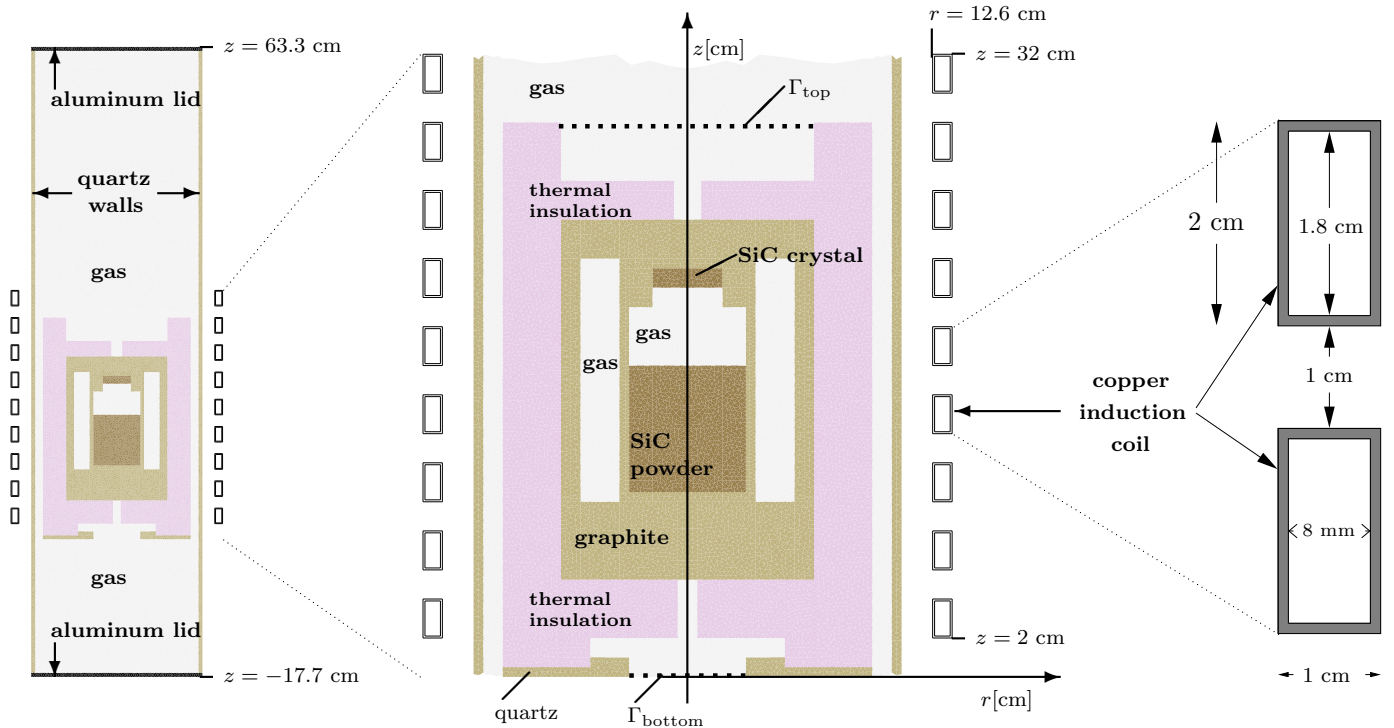 z = 63.3 cm
aluminum lid
quartz
walls
gas
gas
aluminum lid
z = −17.7 cm
z[cm]
gas
Γtop
thermal
insulation
SiC crystal
gas
gas
SiC
powder
graphite
thermal
insulation
quartz
Γbottom
r[cm]
r = 12.6 cm
z = 32 cm
z = 2 cm
copper
induction
coil
2 cm
1.8 cm
1 cm
8 mm
1 cm